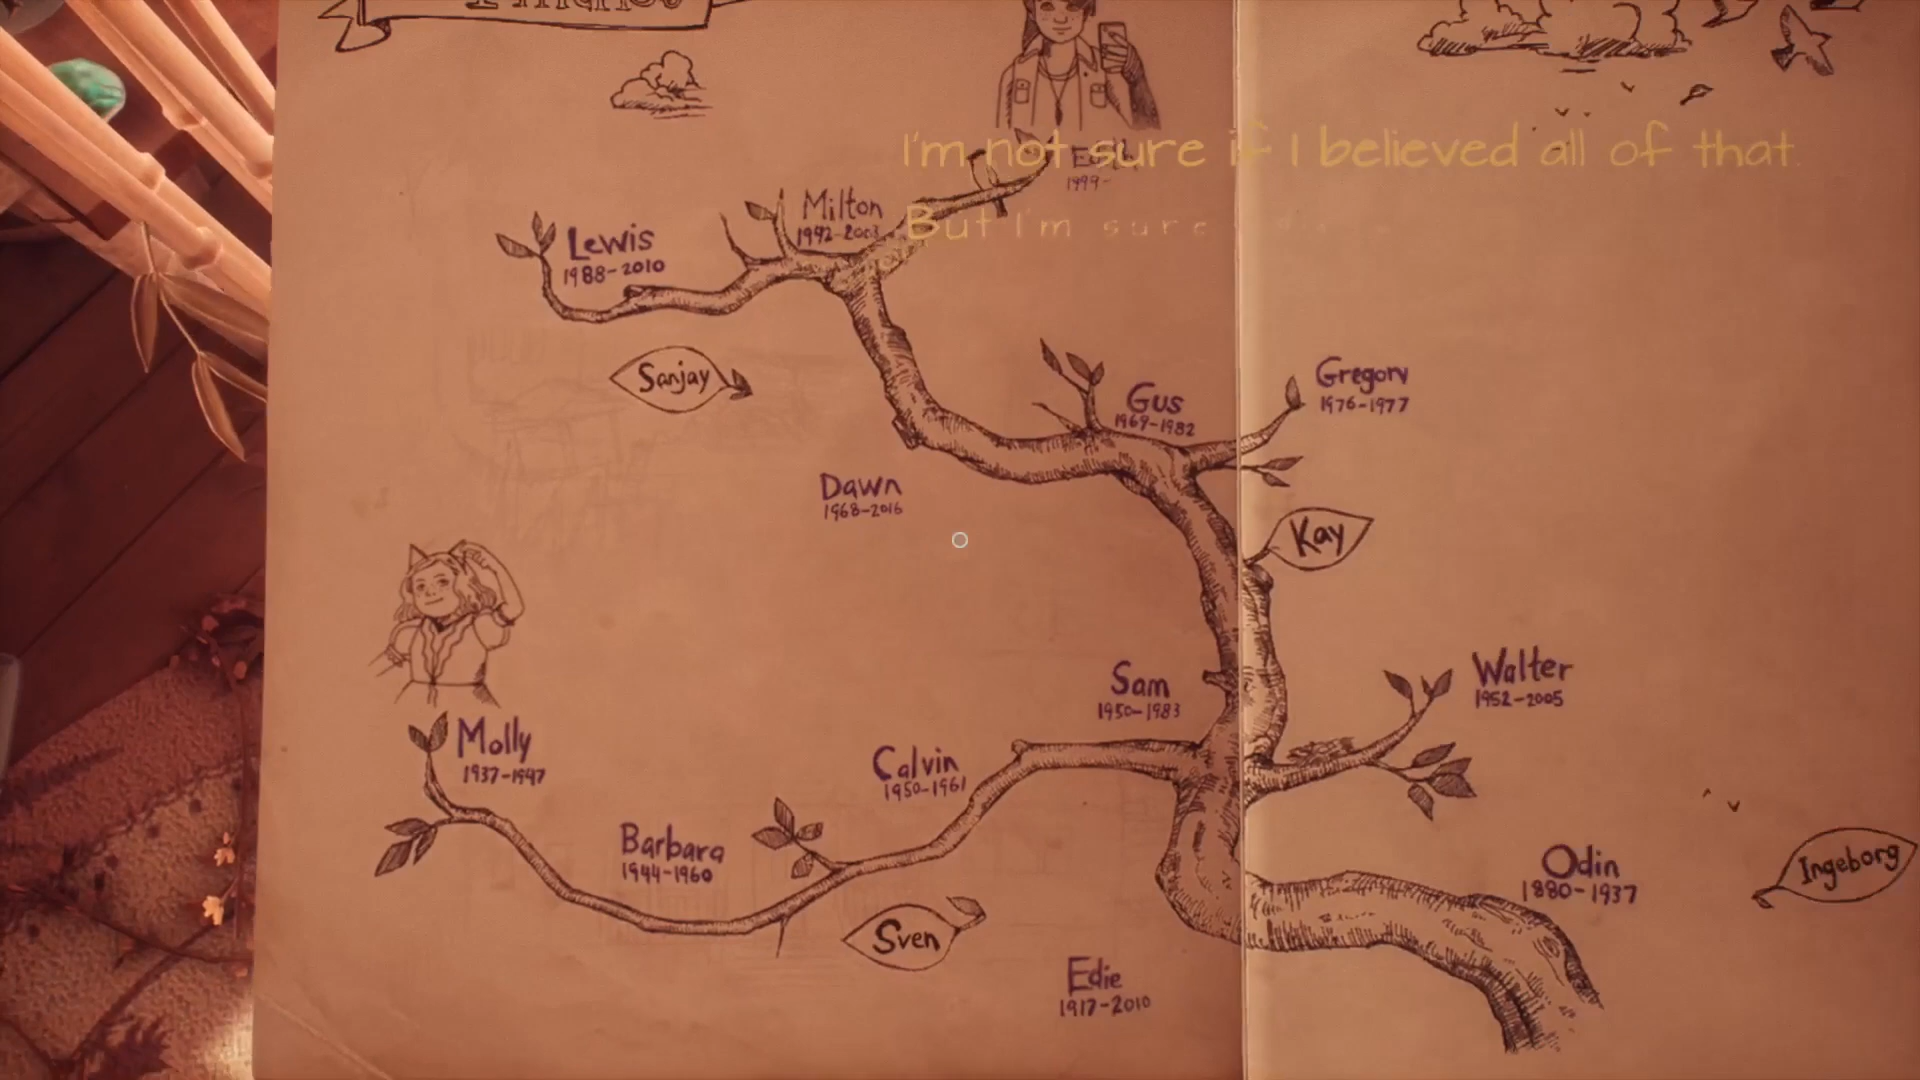 I'm not sure if I believed all of that.
But I'm sure
1999-
Milton
1992-2003
Lewis
1988-2010
Sanjay
Gregory
1976-1977
Gus
1969-1982
Dawn
1968-2016
Kay
Sam
1950-1983
Walter
1952-2005
Molly
1937-1947
Calvin
1950-1961
Barbara
1944-1960
Odin
1880-1937
Ingeborg
Sven
Edie
1917-2010